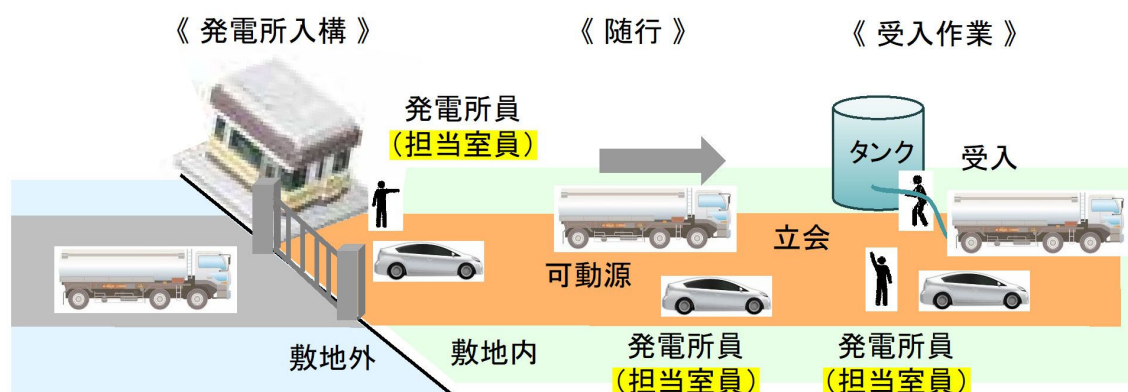 《 発電所入構 》
《 随行 》
《 受入作業 》
発電所員
（担当室員）
タンク
受入
立会
可動源
敷地外
敷地内
発電所員
（担当室員）
発電所員
（担当室員）